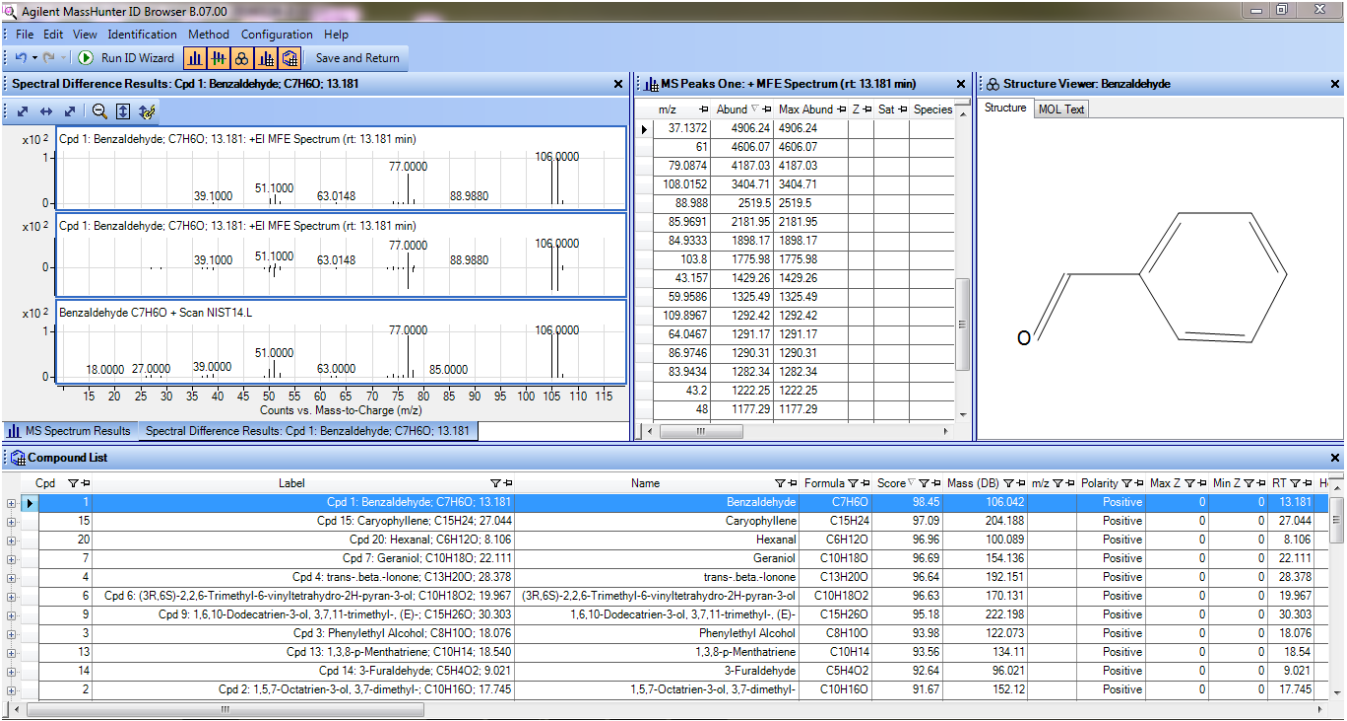 Agilent MassHunter ID Browser B.07.00
File Edit View Identification Method Configuration Help
Run ID Wizard Save and Return
Spectral Difference Results: Cpd 1: Benzaldehyde; C7H6O; 13.181
x10 2 Cpd 1: Benzaldehyde; C7H6O; 13.181: +EI MFE Spectrum (rt: 13.181 min)
1
106.0000
77.0000
39.1000 51.1000 63.0148 88.9880
0
x10 2 Cpd 1: Benzaldehyde; C7H6O; 13.181: +EI MFE Spectrum (rt: 13.181 min)
77.0000 106.0000
39.1000 51.1000 63.0148 88.9880
0
x10 2 Benzaldehyde C7H6O + Scan NIST14.L
1 77.0000 106.0000
51.0000
18.0000 27.0000 39.0000 63.0000 85.0000
0
15 20 25 30 35 40 45 50 55 60 65 70 75 80 85 90 95 100 105 110 115
Counts vs. Mass-to-Charge (m/z)
MS Spectrum Results Spectral Difference Results: Cpd 1: Benzaldehyde; C7H6O; 13.181
MS Peaks One: + MFE Spectrum (rt: 13.181 min)
m/z Abund Max Abund Z Sat Species
37.1372 4906.24 4906.24
61 4606.07 4606.07
79.0874 4187.03 4187.03
108.0152 3404.71 3404.71
88.988 2519.5 2519.5
85.9691 2181.95 2181.95
84.9333 1898.17 1898.17
103.8 1775.98 1775.98
43.157 1429.26 1429.26
59.9586 1325.49 1325.49
109.8967 1292.42 1292.42
64.0467 1291.17 1291.17
86.9746 1290.31 1290.31
83.9434 1282.34 1282.34
43.2 1222.25 1222.25
48 1177.29 1177.29
Structure Viewer: Benzaldehyde
Structure MOL Text
O
Compound List
Cpd Label Name Formula Score Mass (DB) m/z Polarity Max Z Min Z RT
1 Cpd 1: Benzaldehyde; C7H6O; 13.181 Benzaldehyde C7H6O 98.45 106.042 Positive 0 0 13.181
15 Cpd 15: Caryophyllene; C15H24; 27.044 Caryophyllene C15H24 97.09 204.188 Positive 0 0 27.044
20 Cpd 20: Hexanal; C6H12O; 8.106 Hexanal C6H12O 96.96 100.089 Positive 0 0 8.106
7 Cpd 7: Geraniol; C10H18O; 22.111 Geraniol C10H18O 96.69 154.136 Positive 0 0 22.111
4 Cpd 4: trans-.beta.-Ionone; C13H20O; 28.378 trans-.beta.-Ionone C13H20O 96.64 192.151 Positive 0 0 28.378
6 Cpd 6: (3R,6S)-2,2,6-Trimethyl-6-vinyltetrahydro-2H-pyran-3-ol; C10H18O2; 19.967 (3R,6S)-2,2,6-Trimethyl-6-vinyltetrahydro-2H-pyran-3-ol C10H18O2 96.63 170.131 Positive 0 0 19.967
9 Cpd 9: 1,6,10-Dodecatrien-3-ol, 3,7,11-trimethyl-, (E)-; C15H26O; 30.303 1,6,10-Dodecatrien-3-ol, 3,7,11-trimethyl-, (E)- C15H26O 95.18 222.198 Positive 0 0 30.303
3 Cpd 3: Phenylethyl Alcohol; C8H10O; 18.076 Phenylethyl Alcohol C8H10O 93.98 122.073 Positive 0 0 18.076
13 Cpd 13: 1,3,8-p-Menthatriene; C10H14; 18.540 1,3,8-p-Menthatriene C10H14 93.56 134.11 Positive 0 0 18.54
14 Cpd 14: 3-Furaldehyde; C5H4O2; 9.021 3-Furaldehyde C5H4O2 92.64 96.021 Positive 0 0 9.021
2 Cpd 2: 1,5,7-Octatrien-3-ol, 3,7-dimethyl-; C10H16O; 17.745 1,5,7-Octatrien-3-ol, 3,7-dimethyl- C10H16O 91.67 152.12 Positive 0 0 17.745